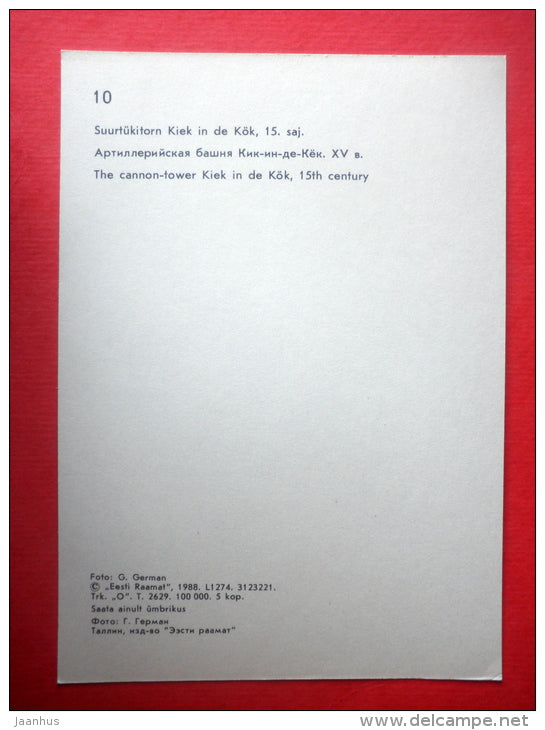 10
Suurtükitorn Kiek in de Kök, 15. saj.
Артиллерийская башня Кик-ин-де-Кёк. XV в.
The cannon-tower Kiek in de Kök, 15th century
Foto: G. German
© „Eesti Raamat", 1988. L1274. 3123221.
Trk. „O". T. 2629. 100 000. 5 kop.
Saata ainult ümbrikus
Фото: Г. Герман
Таллин, изд-во "Ээсти раамат"
jaanhus
www.delcampe.net